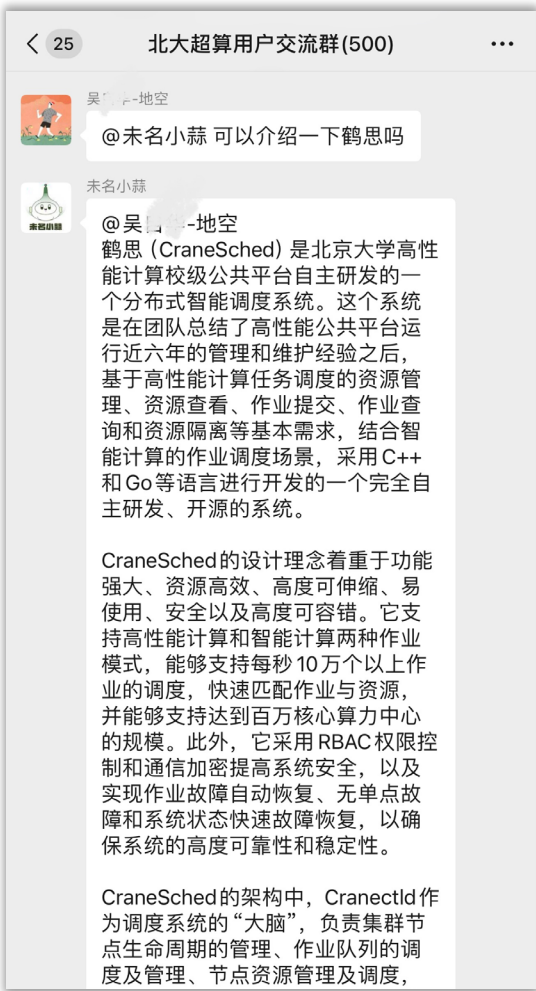 25
北大超算用户交流群(500)
吴
-地空
@未名小蒜 可以介绍一下鹤思吗
未名小蒜
未名小蒜
@吴
-地空
鹤思（CraneSched）是北京大学高性
能计算校级公共平台自主研发的一
个分布式智能调度系统。这个系统
是在团队总结了高性能公共平台运
行近六年的管理和维护经验之后，
基于高性能计算任务调度的资源管
理、资源查看、作业提交、作业查
询和资源隔离等基本需求，结合智
能计算的作业调度场景，采用C++
和Go等语言进行开发的一个完全自
主研发、开源的系统。
CraneSched的设计理念着重于功能
强大、资源高效、高度可伸缩、易
使用、安全以及高度可容错。它支
持高性能计算和智能计算两种作业
模式，能够支持每秒10万个以上作
业的调度，快速匹配作业与资源，
并能够支持达到百万核心算力中心
的规模。此外，它采用RBAC权限控
制和通信加密提高系统安全，以及
实现作业故障自动恢复、无单点故
障和系统状态快速故障恢复，以确
保系统的高度可靠性和稳定性。
CraneSched的架构中，Cranectld作
为调度系统的“大脑”，负责集群节
点生命周期的管理、作业队列的调
度及管理、节点资源管理及调度，